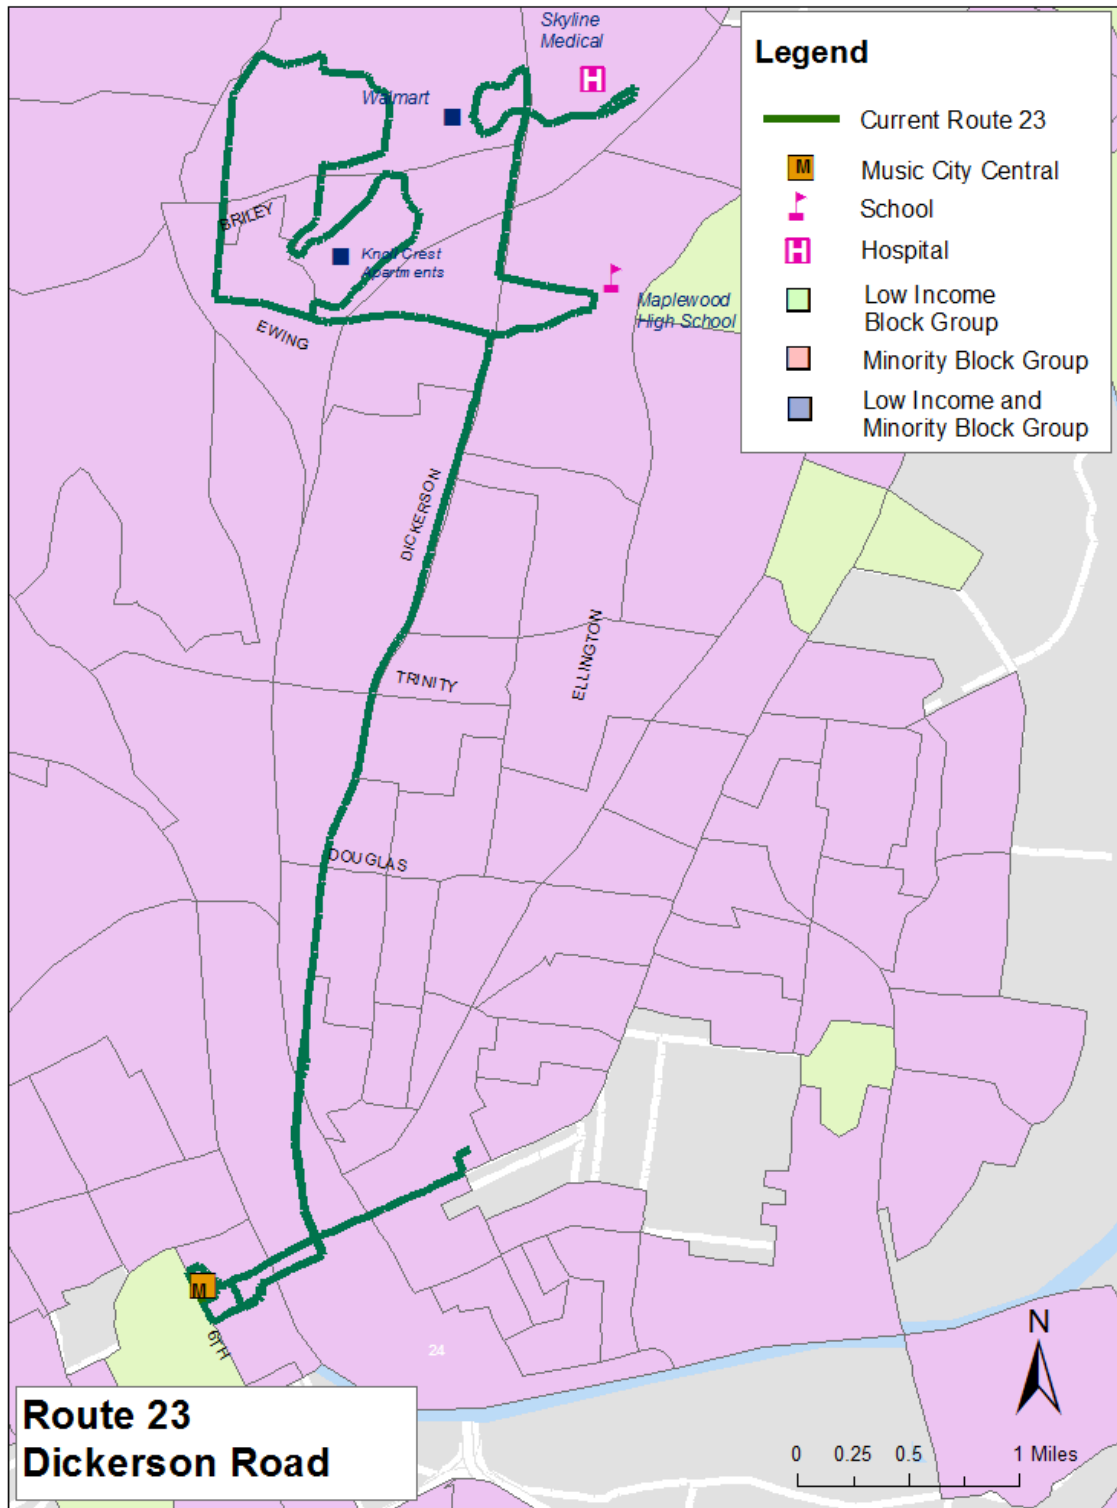 Skyline
Medical
H
Walmart
Legend
Current Route 23
M
Music City Central
School
H
Hospital
Low Income
Block Group
Minority Block Group
Low Income and
Minority Block Group
BRILEY
Knoll Crest
Apartments
EWING
Maplewood
High School
DICKERSON
ELLINGTON
TRINITY
DOUGLAS
M
6TH
24
N
Route 23
Dickerson Road
0 0.25 0.5 1 Miles